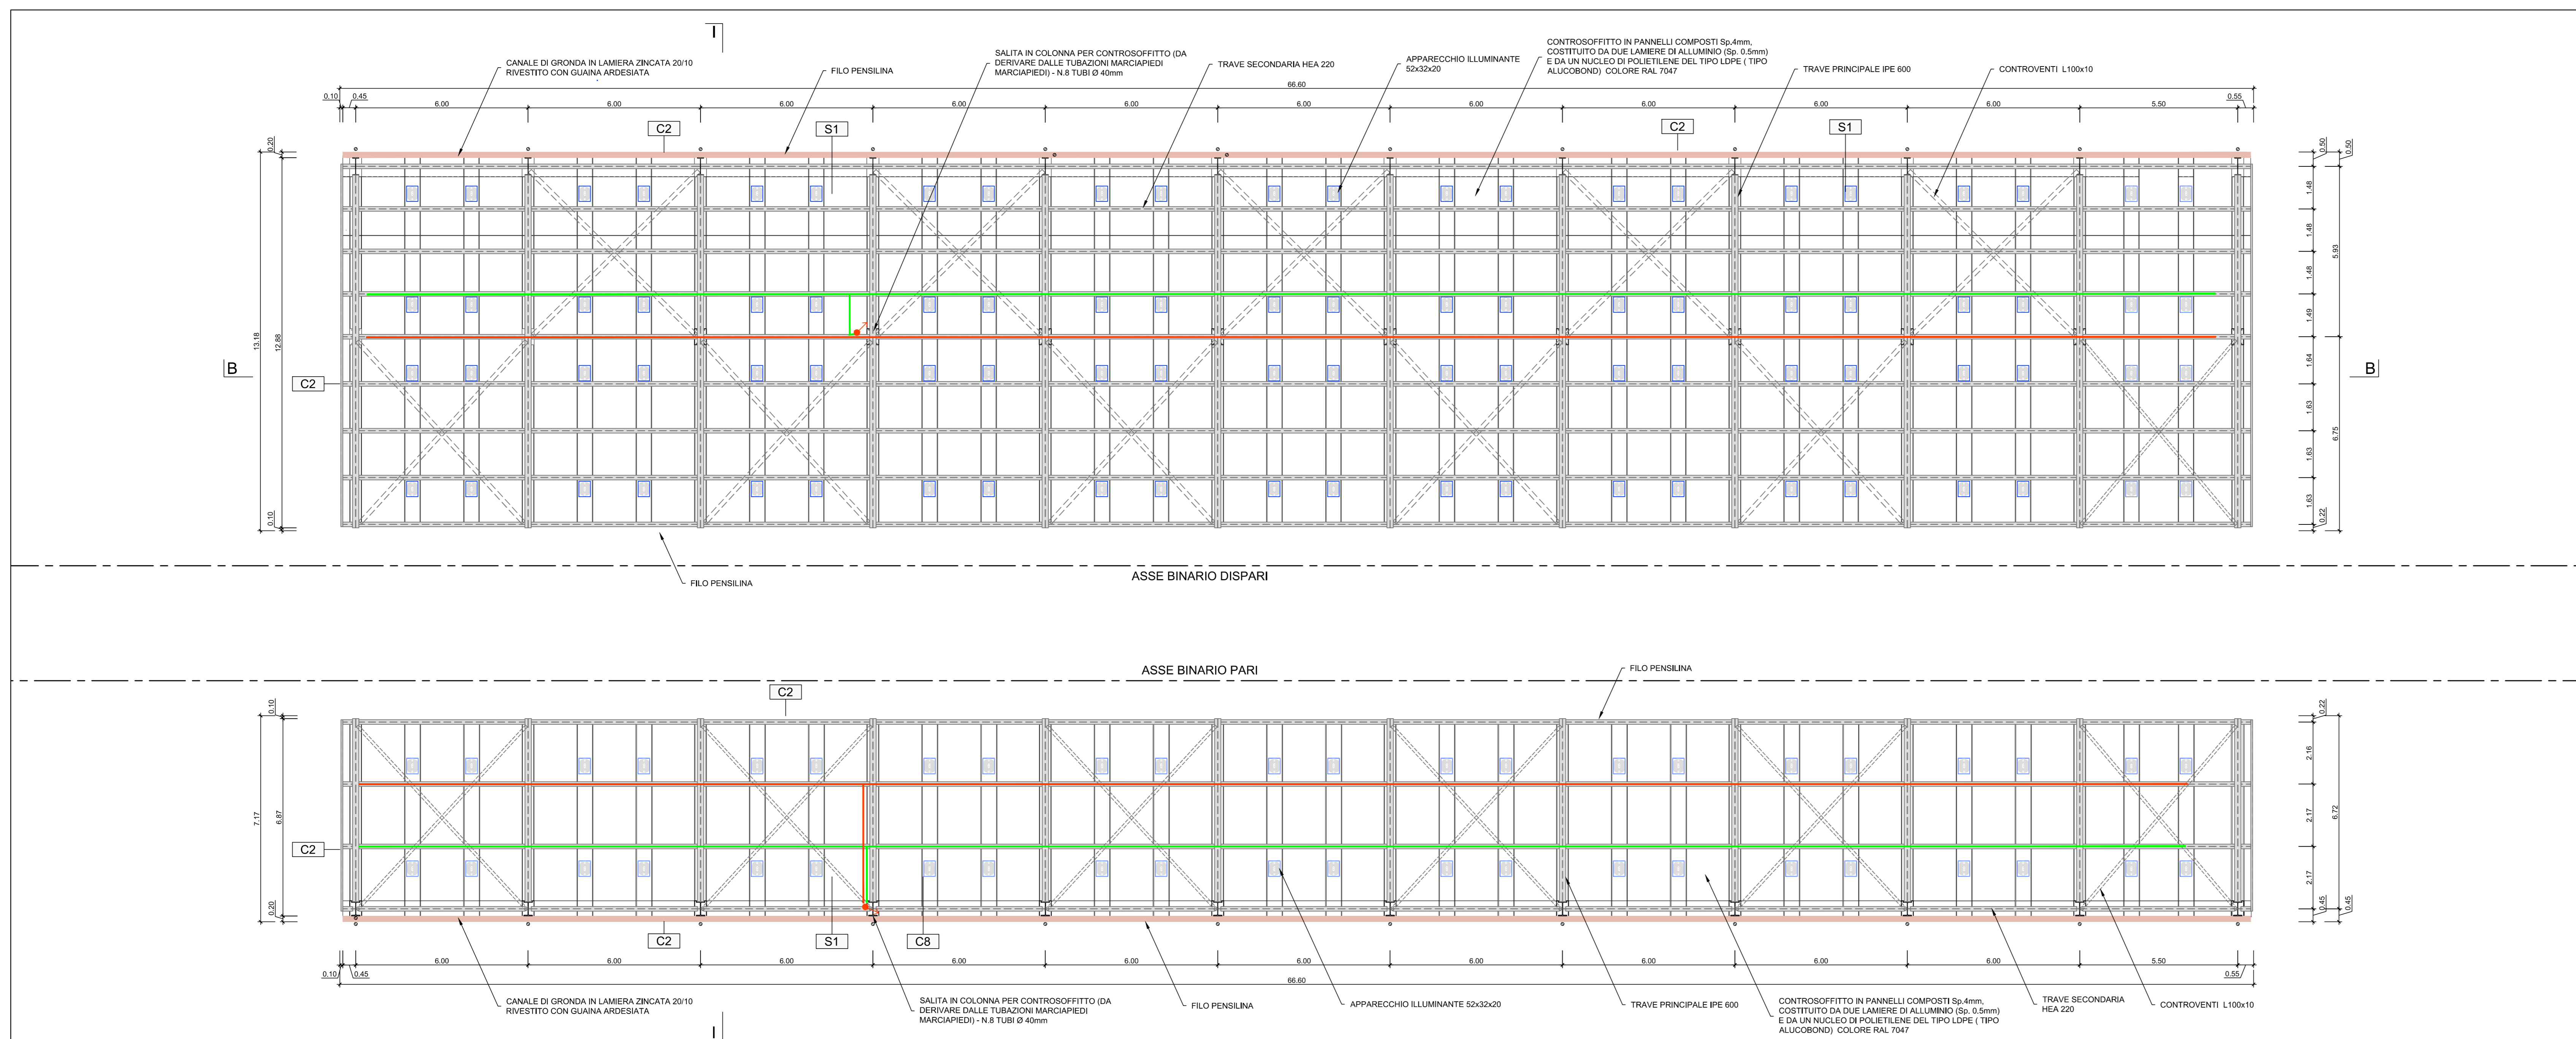 I
CANALE DI GRONDA IN LAMIERA ZINCATA 20/10
RIVESTITO CON GUAINA ARDESIATA
FILO PENSILINA
SALITA IN COLONNA PER CONTROSOFFITTO (DA
DERIVARE DALLE TUBAZIONI MARCIAPIEDI
MARCIAPIEDI) - N.8 TUBI Ø 40mm
TRAVE SECONDARIA HEA 220
APPARECCHIO ILLUMINANTE
52x32x20
CONTROSOFFITTO IN PANNELLI COMPOSTI Sp.4mm,
COSTITUITO DA DUE LAMIERE DI ALLUMINIO (Sp. 0.5mm)
E DA UN NUCLEO DI POLIETILENE DEL TIPO LDPE ( TIPO
ALUCOBOND) COLORE RAL 7047
TRAVE PRINCIPALE IPE 600
CONTROVENTI L100x10
66.60
0.10 0.45 6.00 6.00 6.00 6.00 6.00 6.00 6.00 6.00 6.00 6.00 5.50 0.55
C2 S1 C2 S1
0.20
13.18
12.88
0.10
B
C2
0.50
0.50
1.48
1.48
1.48
1.49
5.93
1.64
1.63
1.63
1.63
6.75
0.22
B
FILO PENSILINA
ASSE BINARIO DISPARI
ASSE BINARIO PARI
FILO PENSILINA
C2
0.10
7.17
6.87
0.20
C2
0.22
2.16
2.17
2.17
6.72
0.45
0.45
C2 S1 C8
6.00 6.00 6.00 6.00 6.00 6.00 6.00 6.00 6.00 6.00 5.50
0.10 0.45 66.60 0.55
CANALE DI GRONDA IN LAMIERA ZINCATA 20/10
RIVESTITO CON GUAINA ARDESIATA
I
SALITA IN COLONNA PER CONTROSOFFITTO (DA
DERIVARE DALLE TUBAZIONI MARCIAPIEDI
MARCIAPIEDI) - N.8 TUBI Ø 40mm
FILO PENSILINA
APPARECCHIO ILLUMINANTE 52x32x20
TRAVE PRINCIPALE IPE 600
CONTROSOFFITTO IN PANNELLI COMPOSTI Sp.4mm,
COSTITUITO DA DUE LAMIERE DI ALLUMINIO (Sp. 0.5mm)
E DA UN NUCLEO DI POLIETILENE DEL TIPO LDPE ( TIPO
ALUCOBOND) COLORE RAL 7047
TRAVE SECONDARIA
HEA 220
CONTROVENTI L100x10